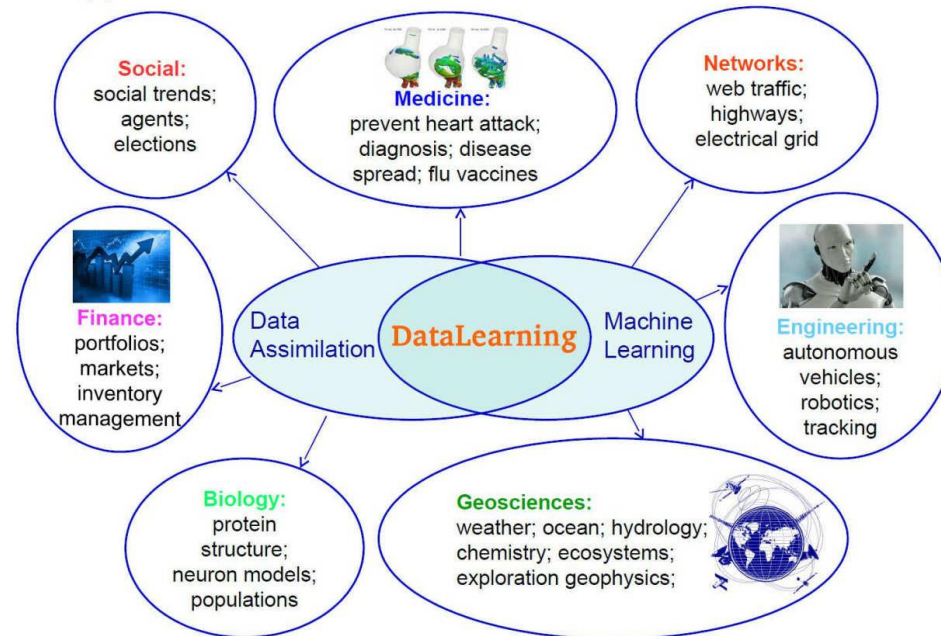 Social:
social trends;
agents;
elections
Medicine:
prevent heart attack;
diagnosis; disease
spread; flu vaccines
Networks:
web traffic;
highways;
electrical grid
Finance:
portfolios;
markets;
inventory
management
Data
Assimilation
DataLearning
Machine
Learning
Engineering:
autonomous
vehicles;
robotics;
tracking
Biology:
protein
structure;
neuron models;
populations
Geosciences:
weather; ocean; hydrology;
chemistry; ecosystems;
exploration geophysics;